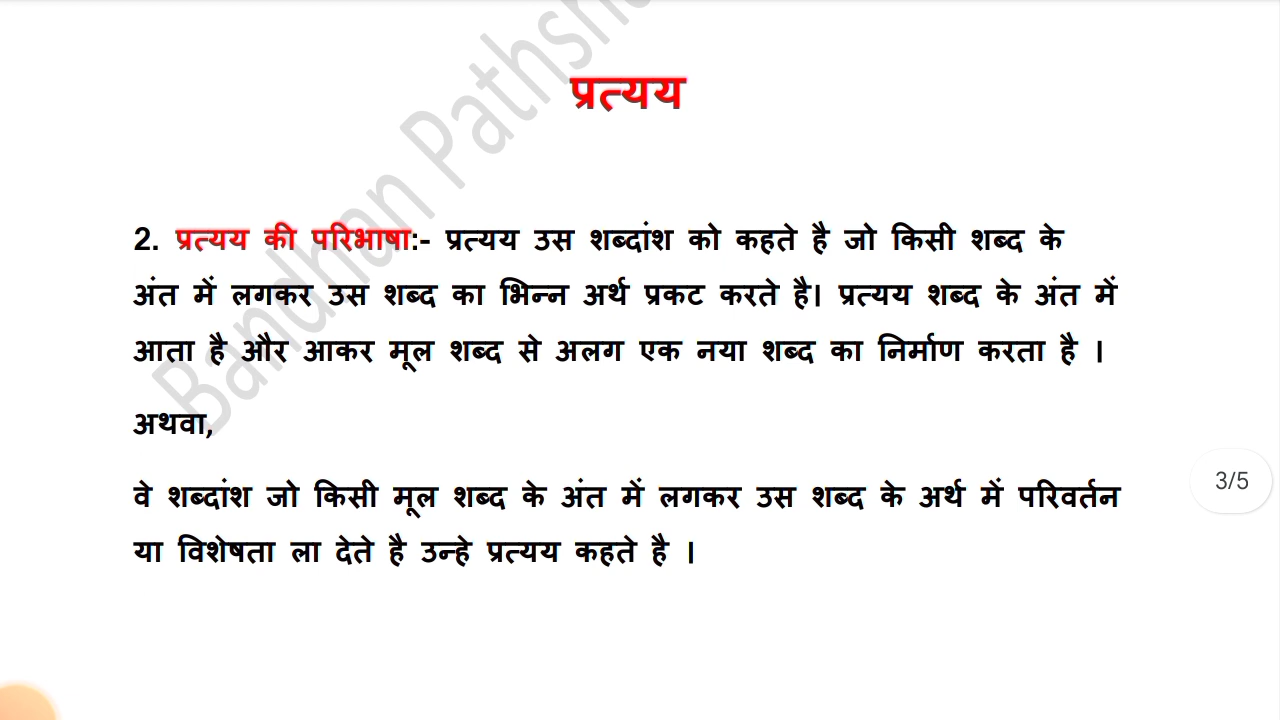 प्रत्यय
2. प्रत्यय की परिभाषा:- प्रत्यय उस शब्दांश को कहते है जो किसी शब्द के
अंत में लगकर उस शब्द का भिन्न अर्थ प्रकट करते है। प्रत्यय शब्द के अंत में
आता है और आकर मूल शब्द से अलग एक नया शब्द का निर्माण करता है ।
अथवा,
वे शब्दांश जो किसी मूल शब्द के अंत में लगकर उस शब्द के अर्थ में परिवर्तन
या विशेषता ला देते है उन्हे प्रत्यय कहते है ।
3/5
Bandhan